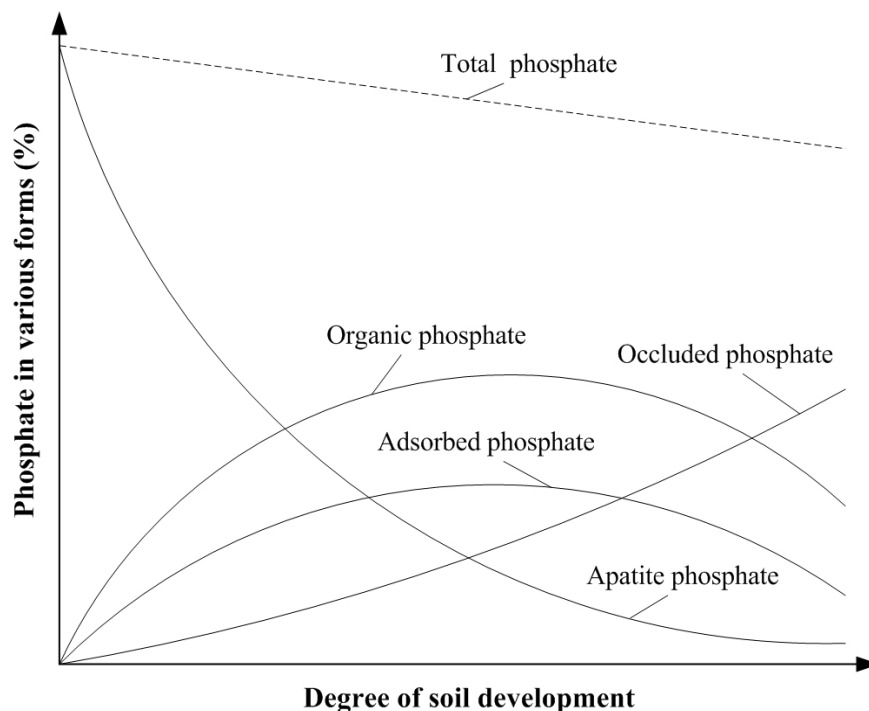 Phosphate in various forms (%)
Total phosphate
Organic phosphate
Occluded phosphate
Adsorbed phosphate
Apatite phosphate
Degree of soil development